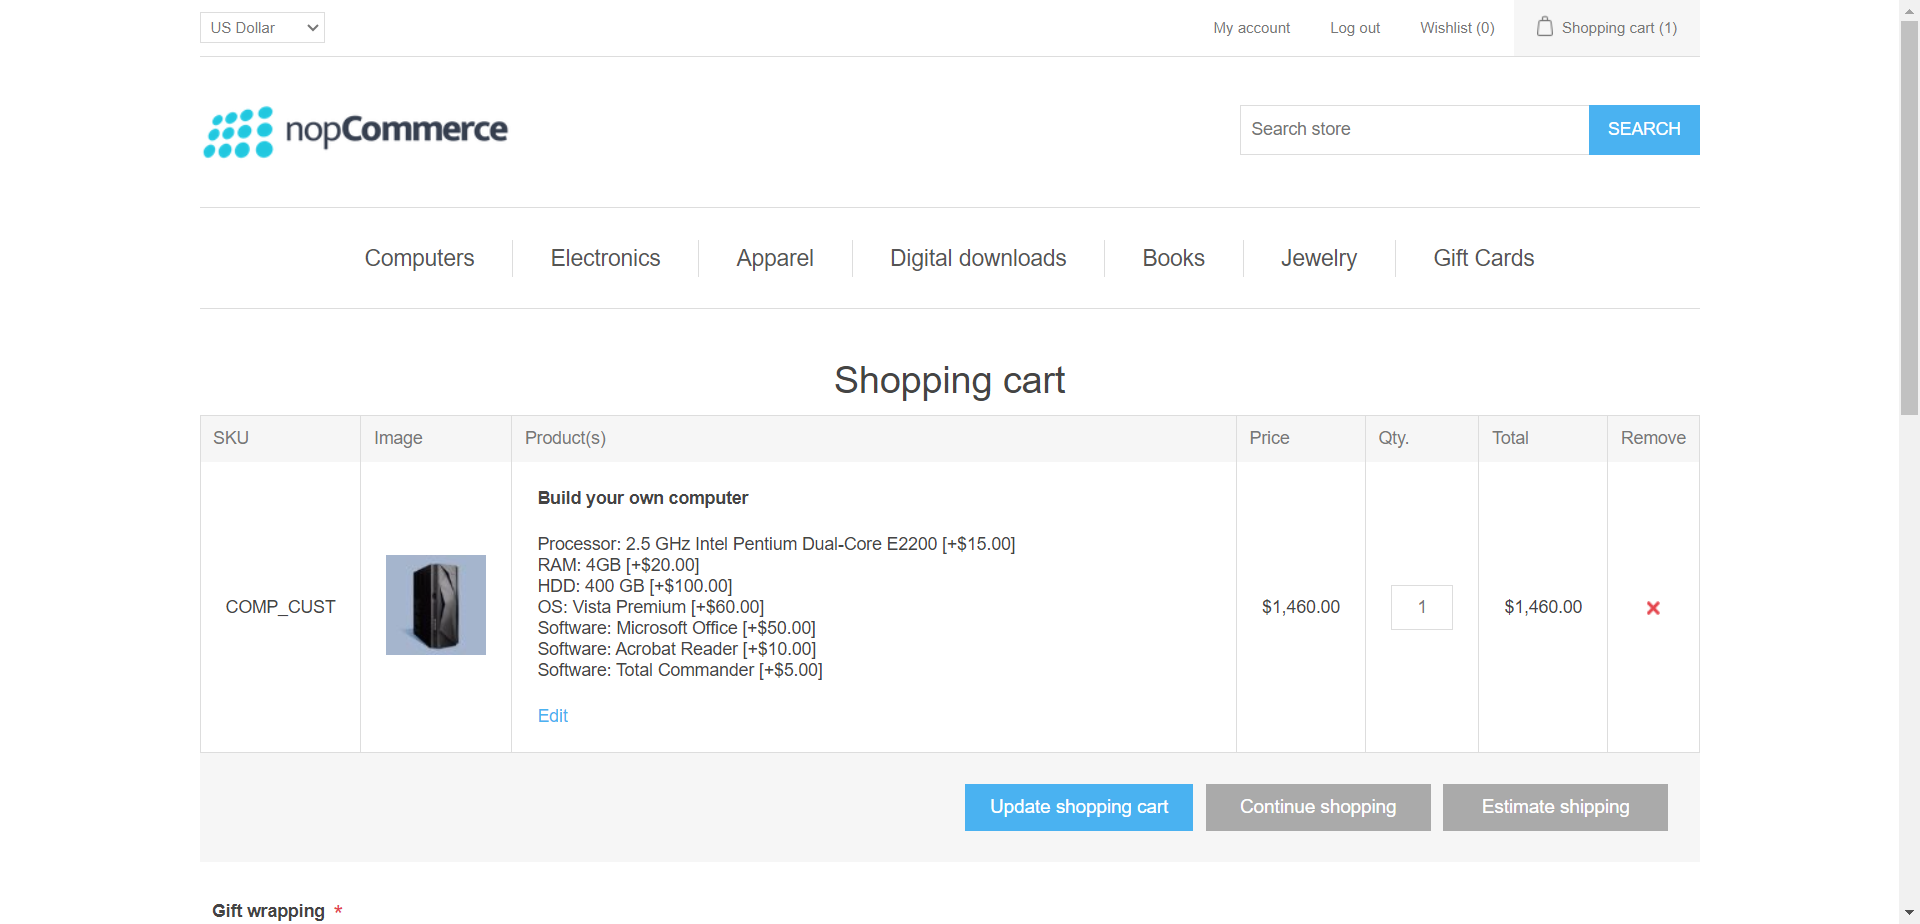 US Dollar
My account
Log out
Wishlist (0)
Shopping cart (1)
nopCommerce
Search store
SEARCH
Computers
Electronics
Apparel
Digital downloads
Books
Jewelry
Gift Cards
Shopping cart
SKU
Image
Product(s)
Price
Qty.
Total
Remove
COMP_CUST
Build your own computer
Processor: 2.5 GHz Intel Pentium Dual-Core E2200 [+$15.00]
RAM: 4GB [+$20.00]
HDD: 400 GB [+$100.00]
OS: Vista Premium [+$60.00]
Software: Microsoft Office [+$50.00]
Software: Acrobat Reader [+$10.00]
Software: Total Commander [+$5.00]
Edit
$1,460.00
1
$1,460.00
Update shopping cart
Continue shopping
Estimate shipping
Gift wrapping *